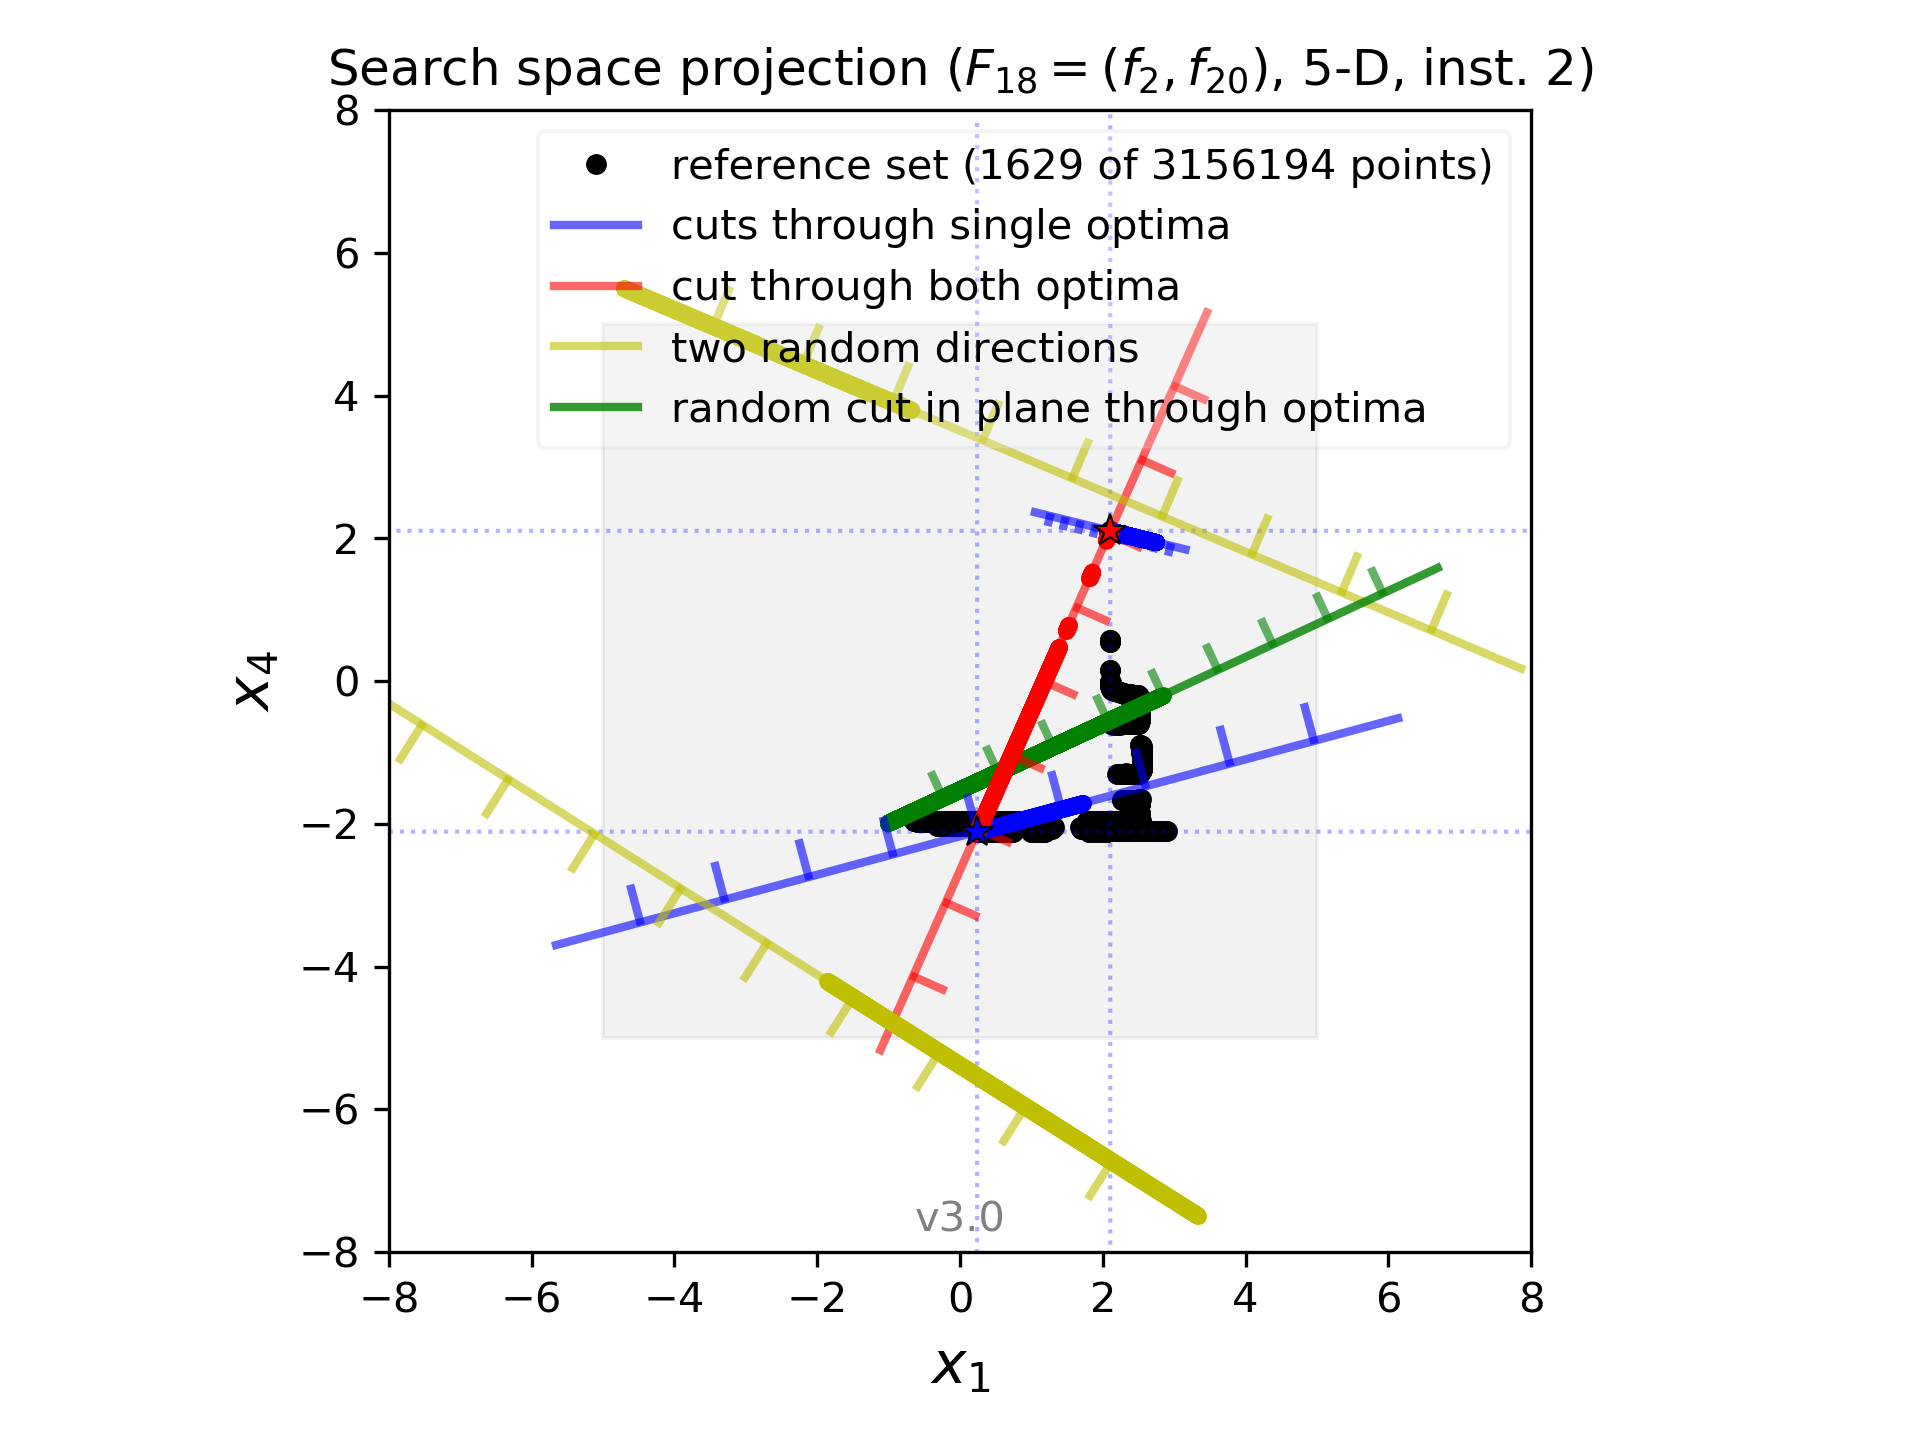 Search space projection (F₁₈ = (f₂, f₂₀), 5-D, inst. 2)
reference set (1629 of 3156194 points)
cuts through single optima
cut through both optima
two random directions
random cut in plane through optima
8
6
4
2
0
−2
−4
−6
−8
x₄
v3.0
−8 −6 −4 −2 0 2 4 6 8
x₁